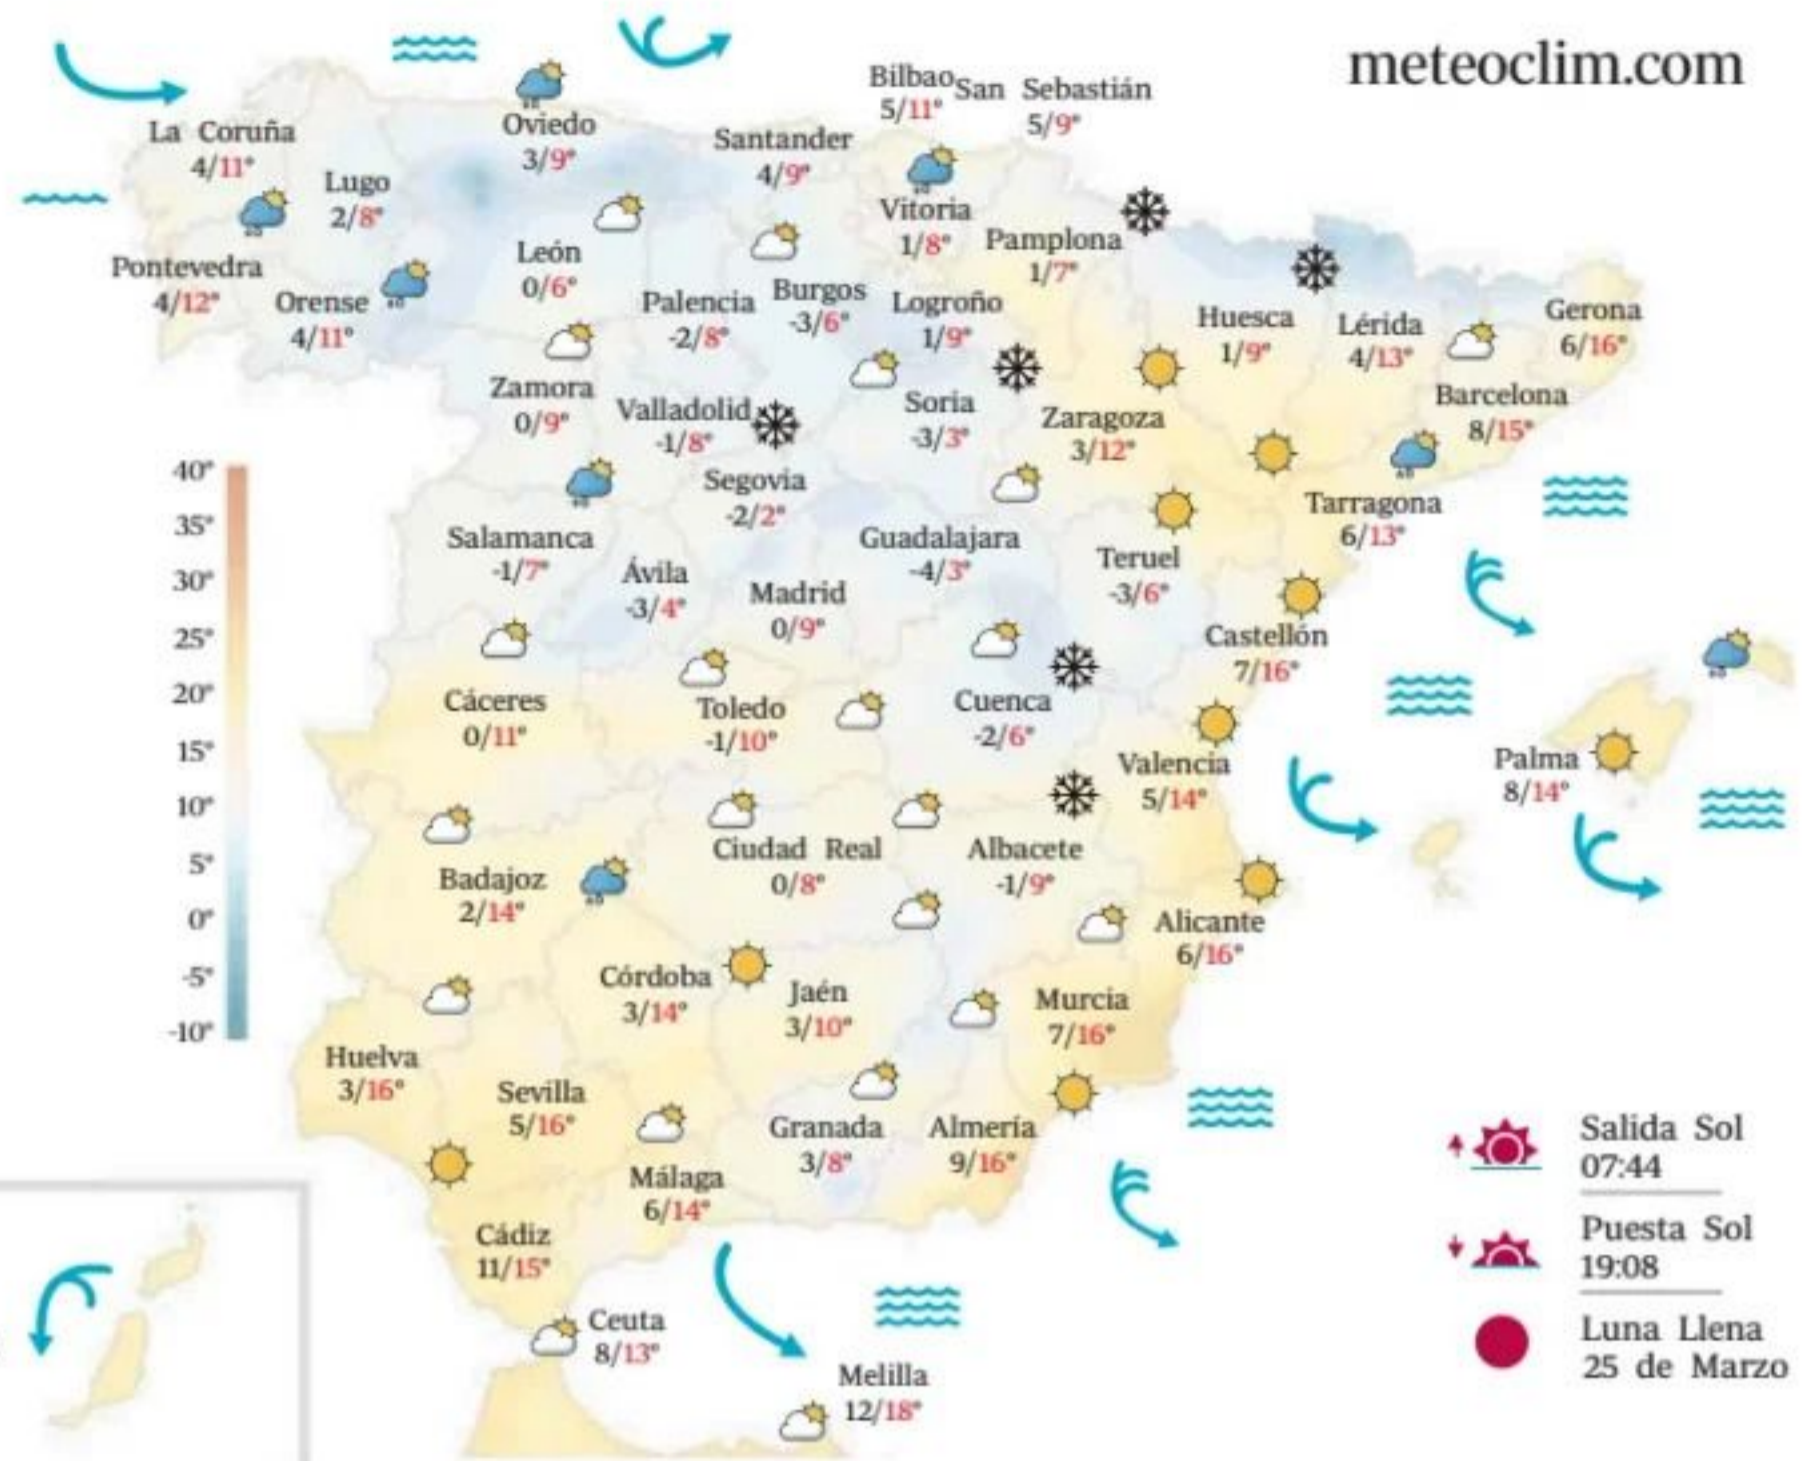 meteoclim.com
Bilbao
5/11°
San Sebastián
5/9°
La Coruña
4/11°
Oviedo
3/9°
Santander
4/9°
Lugo
2/8°
Vitoria
1/8°
Pamplona
1/7°
León
0/6°
Pontevedra
4/12°
Orense
4/11°
Palencia
-2/8°
Burgos
-3/6°
Logroño
1/9°
Huesca
1/9°
Lérida
4/13°
Gerona
6/16°
Zamora
0/9°
Valladolid
-1/8°
Soria
-3/3°
Zaragoza
3/12°
Barcelona
8/15°
Segovia
-2/2°
Tarragona
6/13°
Salamanca
-1/7°
Ávila
-3/4°
Madrid
0/9°
Guadalajara
-4/3°
Teruel
-3/6°
Castellón
7/16°
Cáceres
0/11°
Toledo
-1/10°
Cuenca
-2/6°
Valencia
5/14°
Palma
8/14°
Badajoz
2/14°
Ciudad Real
0/8°
Albacete
-1/9°
Alicante
6/16°
Córdoba
3/14°
Jaén
3/10°
Murcia
7/16°
Huelva
3/16°
Sevilla
5/16°
Granada
3/8°
Almería
9/16°
Málaga
6/14°
Cádiz
11/15°
Ceuta
8/13°
Melilla
12/18°
40°
35°
30°
25°
20°
15°
10°
5°
0°
-5°
-10°
Salida Sol
07:44
Puesta Sol
19:08
Luna Llena
25 de Marzo